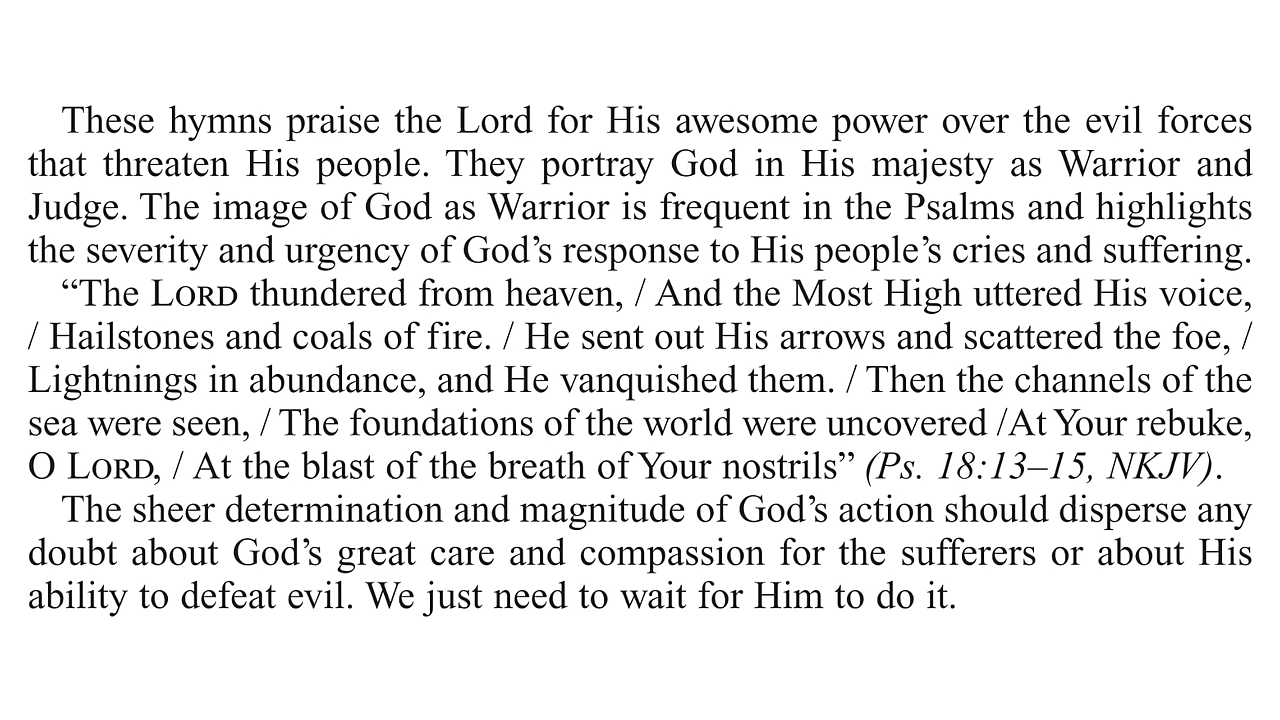 These hymns praise the Lord for His awesome power over the evil forces
that threaten His people. They portray God in His majesty as Warrior and
Judge. The image of God as Warrior is frequent in the Psalms and highlights
the severity and urgency of God’s response to His people’s cries and suffering.
“The LORD thundered from heaven, / And the Most High uttered His voice,
/ Hailstones and coals of fire. / He sent out His arrows and scattered the foe, /
Lightnings in abundance, and He vanquished them. / Then the channels of the
sea were seen, / The foundations of the world were uncovered /At Your rebuke,
O LORD, / At the blast of the breath of Your nostrils” (Ps. 18:13–15, NKJV).
The sheer determination and magnitude of God’s action should disperse any
doubt about God’s great care and compassion for the sufferers or about His
ability to defeat evil. We just need to wait for Him to do it.